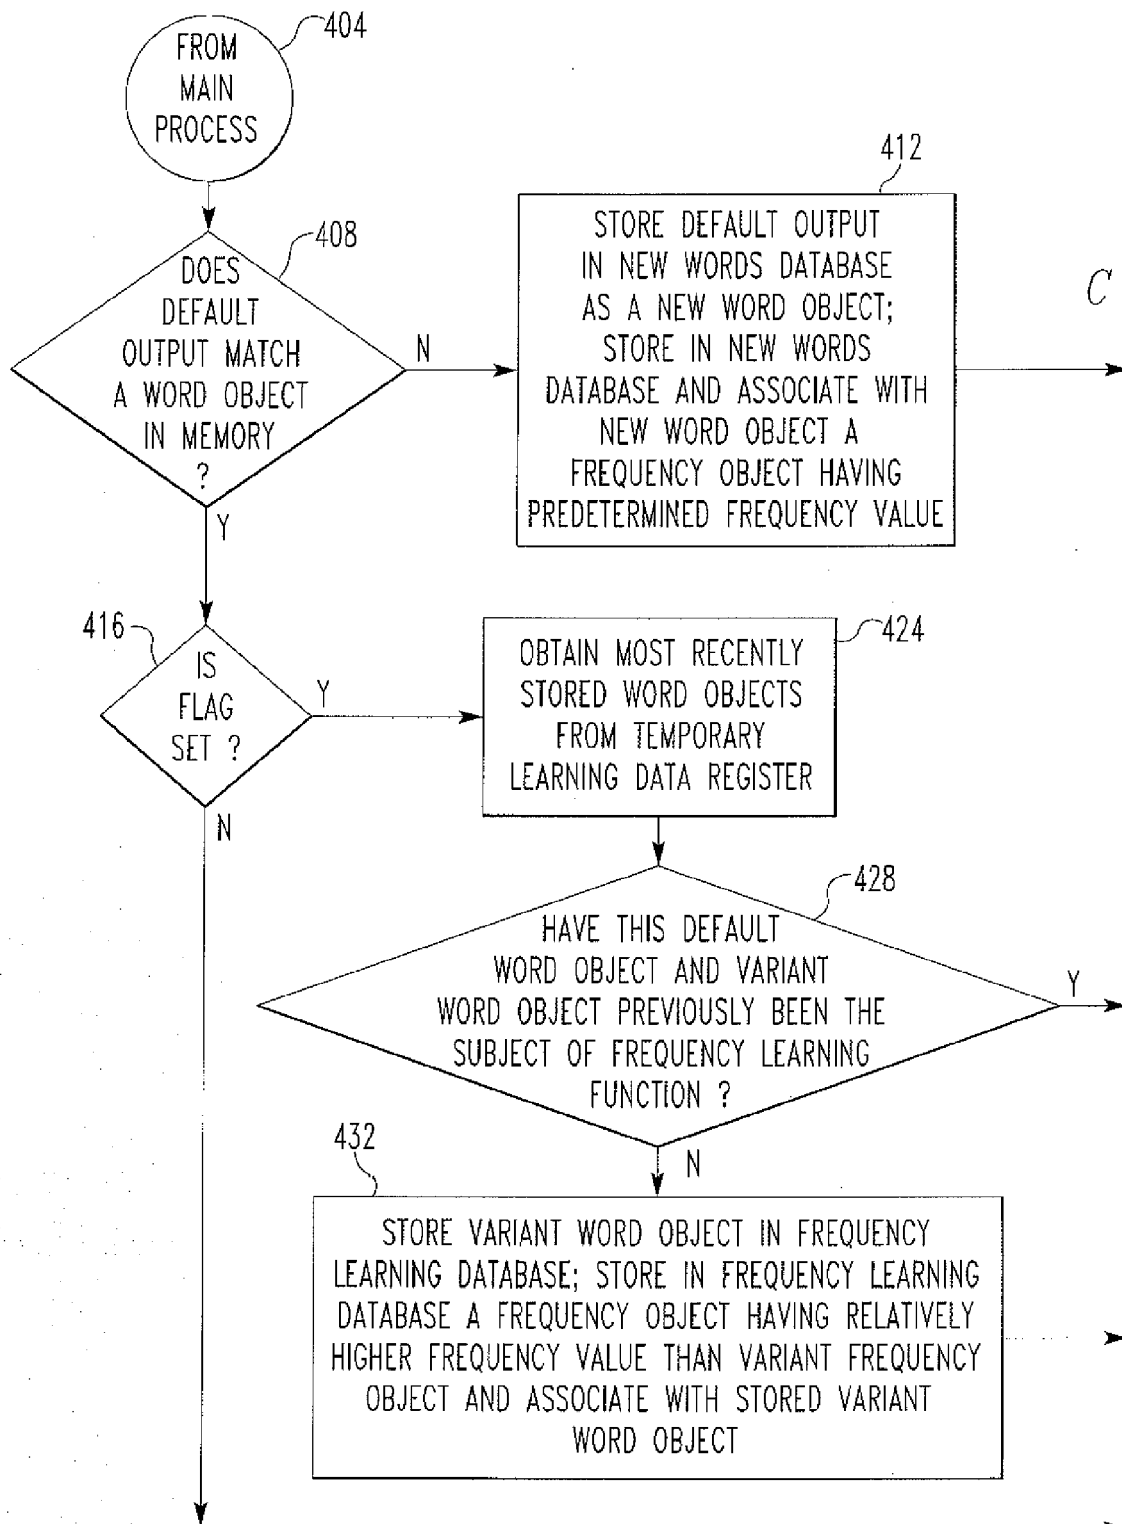 404
FROM
MAIN
PROCESS
412
408
DOES
DEFAULT
OUTPUT MATCH
A WORD OBJECT
IN MEMORY
?
N
Y
STORE DEFAULT OUTPUT
IN NEW WORDS DATABASE
AS A NEW WORD OBJECT;
STORE IN NEW WORDS
DATABASE AND ASSOCIATE WITH
NEW WORD OBJECT A
FREQUENCY OBJECT HAVING
PREDETERMINED FREQUENCY VALUE
C
416
IS
FLAG
SET ?
Y
N
424
OBTAIN MOST RECENTLY
STORED WORD OBJECTS
FROM TEMPORARY
LEARNING DATA REGISTER
428
HAVE THIS DEFAULT
WORD OBJECT AND VARIANT
WORD OBJECT PREVIOUSLY BEEN THE
SUBJECT OF FREQUENCY LEARNING
FUNCTION ?
Y
N
432
STORE VARIANT WORD OBJECT IN FREQUENCY
LEARNING DATABASE; STORE IN FREQUENCY LEARNING
DATABASE A FREQUENCY OBJECT HAVING RELATIVELY
HIGHER FREQUENCY VALUE THAN VARIANT FREQUENCY
OBJECT AND ASSOCIATE WITH STORED VARIANT
WORD OBJECT